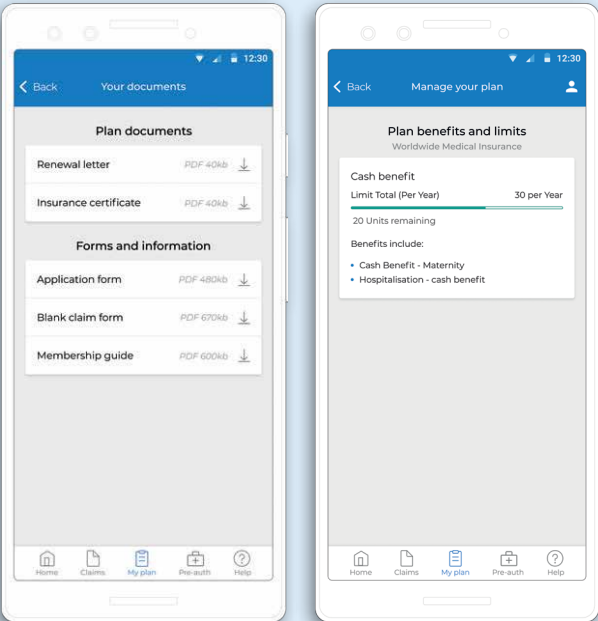 12:30
Back Your documents
Plan documents
Renewal letter PDF 40kb
Insurance certificate PDF 40kb
Forms and information
Application form PDF 480kb
Blank claim form PDF 670kb
Membership guide PDF 600kb
Home Claims My plan Pre-auth Help
12:30
Back Manage your plan
Plan benefits and limits
Worldwide Medical Insurance
Cash benefit
Limit Total (Per Year) 30 per Year
20 Units remaining
Benefits include:
• Cash Benefit - Maternity
• Hospitalisation - cash benefit
Home Claims My plan Pre-auth Help